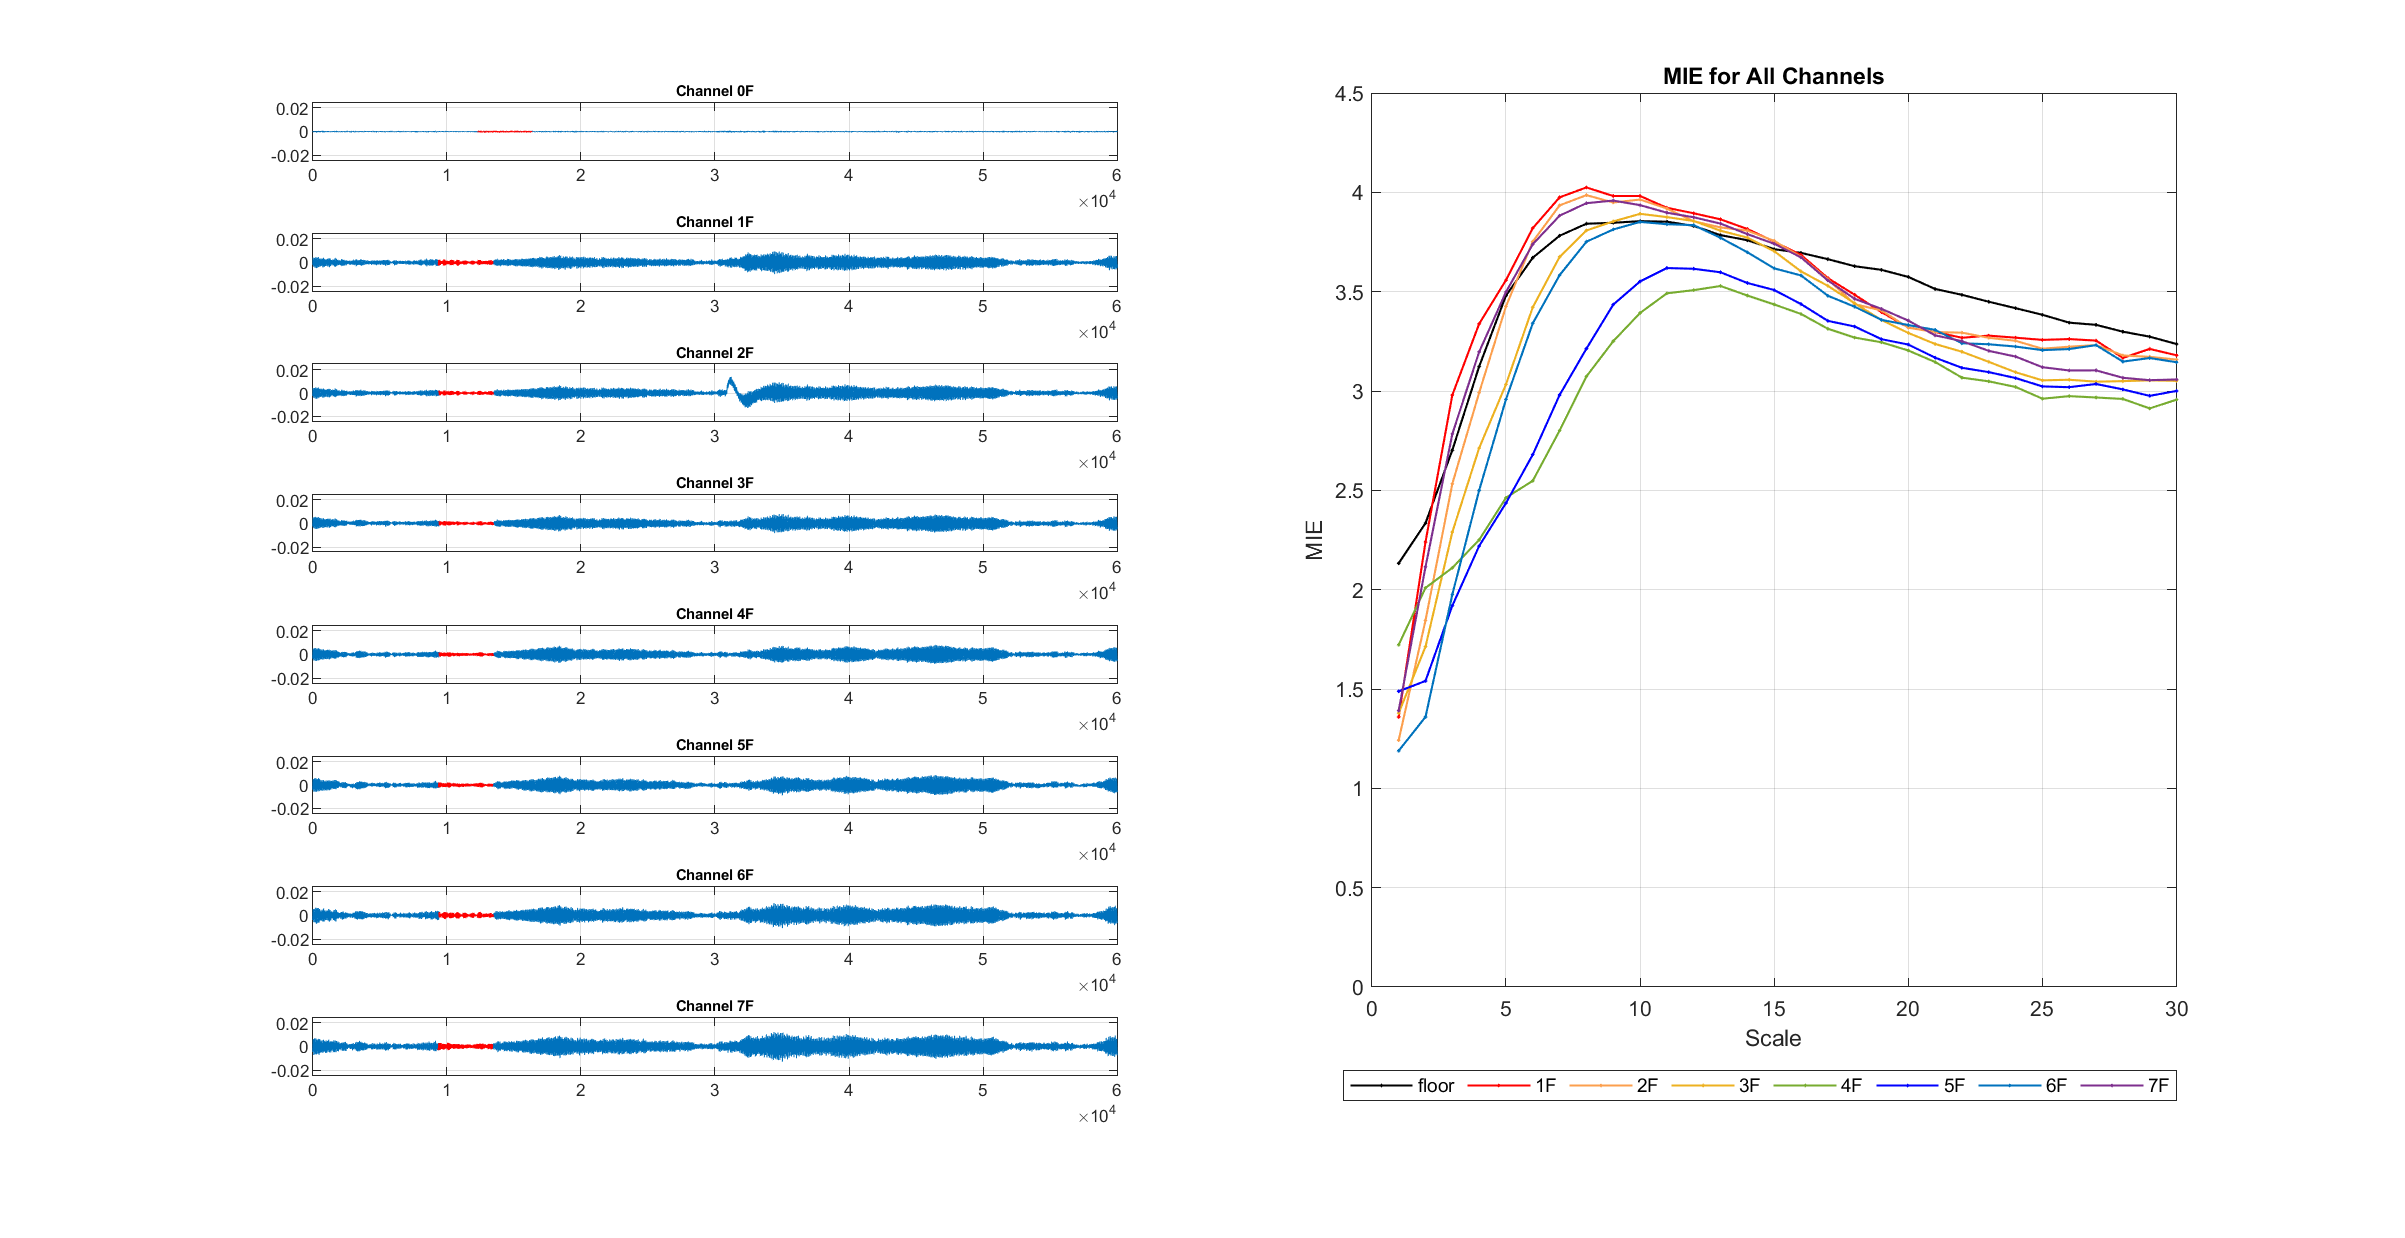 Channel 0F
0.02
0
-0.02
0 1 2 3 4 5 6
×10^4
Channel 1F
0.02
0
-0.02
0 1 2 3 4 5 6
×10^4
Channel 2F
0.02
0
-0.02
0 1 2 3 4 5 6
×10^4
Channel 3F
0.02
0
-0.02
0 1 2 3 4 5 6
×10^4
Channel 4F
0.02
0
-0.02
0 1 2 3 4 5 6
×10^4
Channel 5F
0.02
0
-0.02
0 1 2 3 4 5 6
×10^4
Channel 6F
0.02
0
-0.02
0 1 2 3 4 5 6
×10^4
Channel 7F
0.02
0
-0.02
0 1 2 3 4 5 6
×10^4
MIE for All Channels
4.5
4
3.5
3
2.5
2
1.5
1
0.5
0
MIE
0 5 10 15 20 25 30
Scale
floor 1F 2F 3F 4F 5F 6F 7F